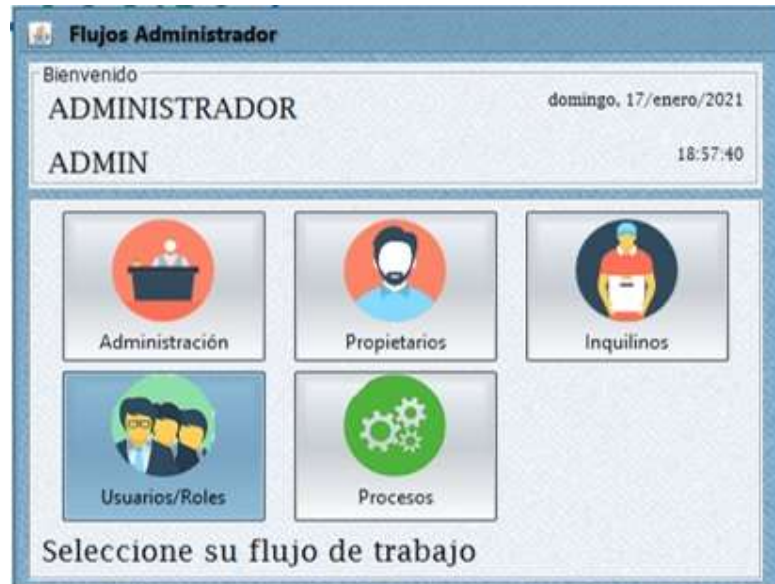 Flujos Administrador
Bienvenido
ADMINISTRADOR
domingo, 17/enero/2021
ADMIN
18:57:40
Administración
Propietarios
Inquilinos
Usuarios/Roles
Procesos
Seleccione su flujo de trabajo